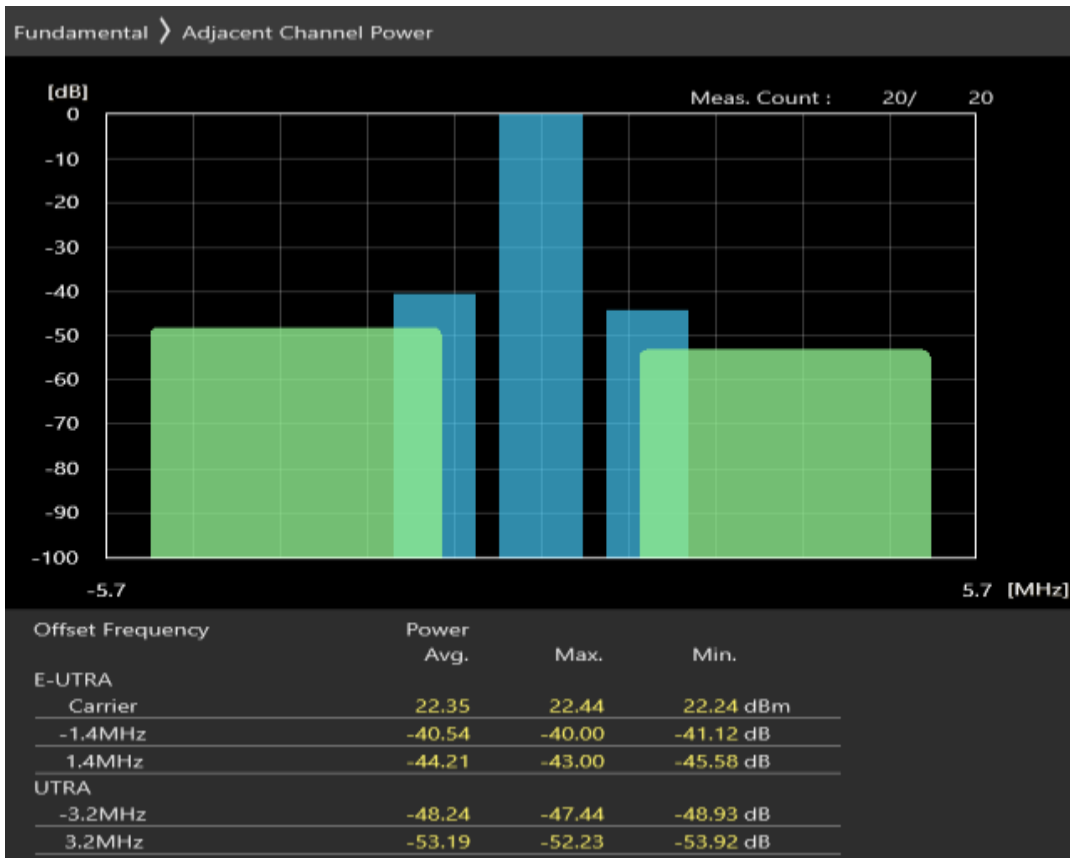 Fundamental 〉 Adjacent Channel Power
[dB]
Meas. Count : 20/ 20
0
-10
-20
-30
-40
-50
-60
-70
-80
-90
-100
-5.7 5.7 [MHz]
Offset Frequency Power
Avg. Max. Min.
E-UTRA
Carrier 22.35 22.44 22.24 dBm
-1.4MHz -40.54 -40.00 -41.12 dB
1.4MHz -44.21 -43.00 -45.58 dB
UTRA
-3.2MHz -48.24 -47.44 -48.93 dB
3.2MHz -53.19 -52.23 -53.92 dB